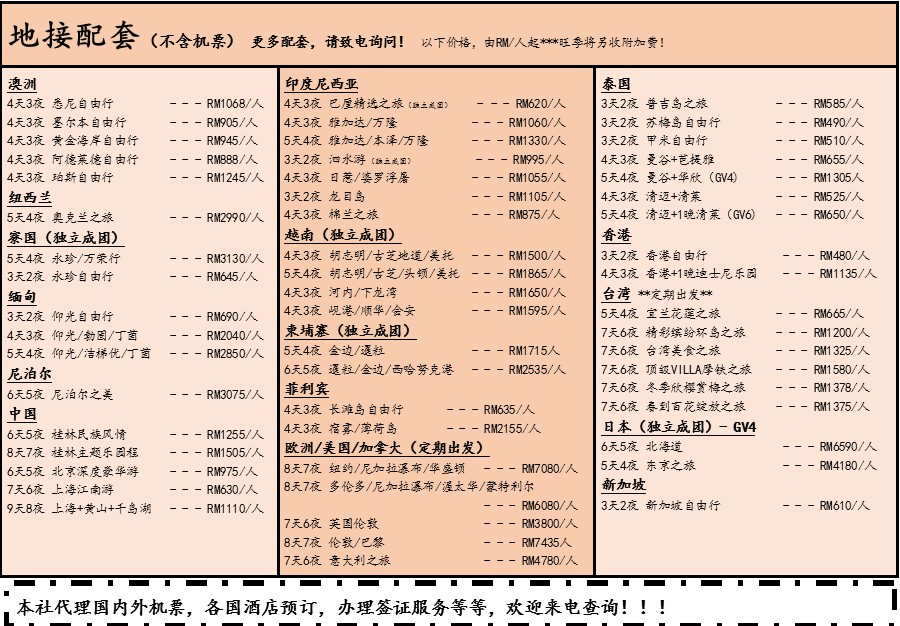 地接配套（不含机票） 更多配套，请致电询问！ 以下价格，由RM/人起***旺季将另收附加费！
澳洲
4天3夜 悉尼自由行 --- RM1068/人
4天3夜 墨尔本自由行 --- RM905/人
4天3夜 黄金海岸自由行 --- RM945/人
4天3夜 阿德莱德自由行 --- RM888/人
4天3夜 珀斯自由行 --- RM1245/人
纽西兰
5天4夜 奥克兰之旅 --- RM2990/人
寮国（独立成团）
5天4夜 永珍/万荣行 --- RM3130/人
3天2夜 永珍自由行 --- RM645/人
缅甸
3天2夜 仰光自由行 --- RM690/人
4天3夜 仰光/勃固/丁茵 --- RM2040/人
5天4夜 仰光/洁梯优/丁茵 --- RM2850/人
尼泊尔
6天5夜 尼泊尔之美 --- RM3075/人
中国
6天5夜 桂林民族风情 --- RM1255/人
8天7夜 桂林主题乐园程 --- RM1505/人
6天5夜 北京深度豪华游 --- RM975/人
7天6夜 上海江南游 --- RM630/人
9天8夜 上海+黄山+千岛湖 --- RM1110/人
印度尼西亚
4天3夜 巴厘精选之旅（独立成团） --- RM620/人
4天3夜 雅加达/万隆 --- RM1060/人
5天4夜 雅加达/本泽/万隆 --- RM1330/人
3天2夜 泗水游（独立成团） --- RM995/人
4天3夜 日惹/婆罗浮屠 --- RM1055/人
3天2夜 龙目岛 --- RM1105/人
4天3夜 棉兰之旅 --- RM875/人
越南（独立成团）
4天3夜 胡志明/古芝地道/美托 --- RM1500/人
5天4夜 胡志明/古芝/头顿/美托 --- RM1865/人
4天3夜 河内/下龙湾 --- RM1650/人
4天3夜 岘港/顺华/会安 --- RM1595/人
柬埔寨（独立成团）
5天4夜 金边/暹粒 --- RM1715人
6天5夜 暹粒/金边/西哈努克港 --- RM2535/人
菲利宾
4天3夜 长滩岛自由行 --- RM635/人
4天3夜 宿雾/薄荷岛 --- RM2155/人
欧洲/美国/加拿大（定期出发）
8天7夜 纽约/尼加拉瀑布/华盛顿 --- RM7080/人
8天7夜 多伦多/尼加拉瀑布/渥太华/蒙特利尔
--- RM6080/人
7天6夜 英国伦敦 --- RM3800/人
8天7夜 伦敦/巴黎 --- RM7435人
7天6夜 意大利之旅 --- RM4780/人
泰国
3天2夜 普吉岛之旅 --- RM585/人
3天2夜 苏梅岛自由行 --- RM490/人
3天2夜 甲米自由行 --- RM510/人
4天3夜 曼谷+芭提雅 --- RM655/人
5天4夜 曼谷+华欣（GV4) --- RM1305人
4天3夜 清迈+清莱 --- RM525/人
5天4夜 清迈+1晚清莱（GV6) --- RM650/人
香港
3天2夜 香港自由行 --- RM480/人
4天3夜 香港+1晚迪士尼乐园 --- RM1135/人
台湾 **定期出发**
5天4夜 宜兰花莲之旅 --- RM665/人
7天6夜 精彩缤纷环岛之旅 --- RM1200/人
7天6夜 台湾美食之旅 --- RM1325/人
7天6夜 顶级VILLA摩铁之旅 --- RM1580/人
7天6夜 冬季欣樱赏梅之旅 --- RM1378/人
7天6夜 春到百花绽放之旅 --- RM1375/人
日本（独立成团）- GV4
6天5夜 北海道 --- RM6590/人
5天4夜 东京之旅 --- RM4180/人
新加坡
3天2夜 新加坡自由行 --- RM610/人
本社代理国内外机票，各国酒店预订，办理签证服务等等，欢迎来电查询！！！